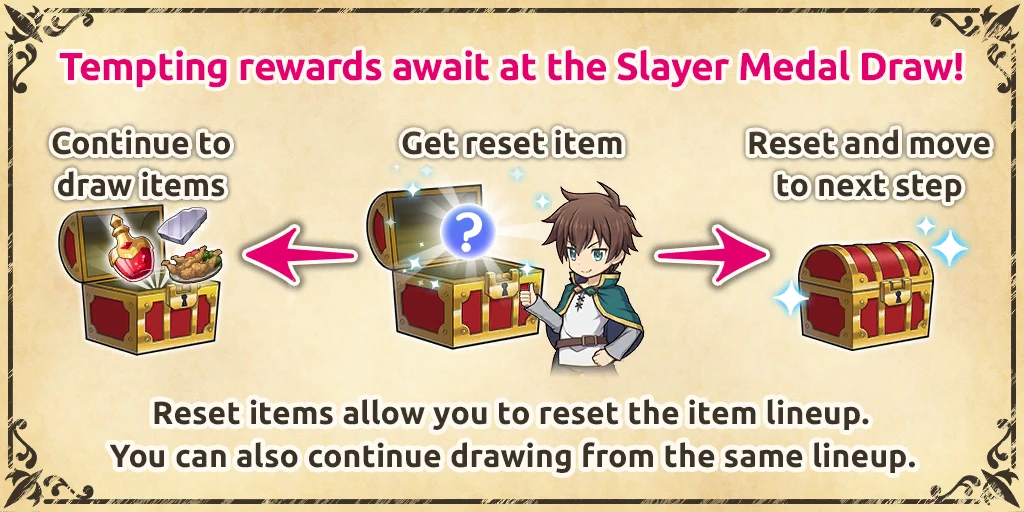 Tempting rewards await at the Slayer Medal Draw!
Continue to
draw items
Get reset item
Reset and move
to next step
?
Reset items allow you to reset the item lineup.
You can also continue drawing from the same lineup.